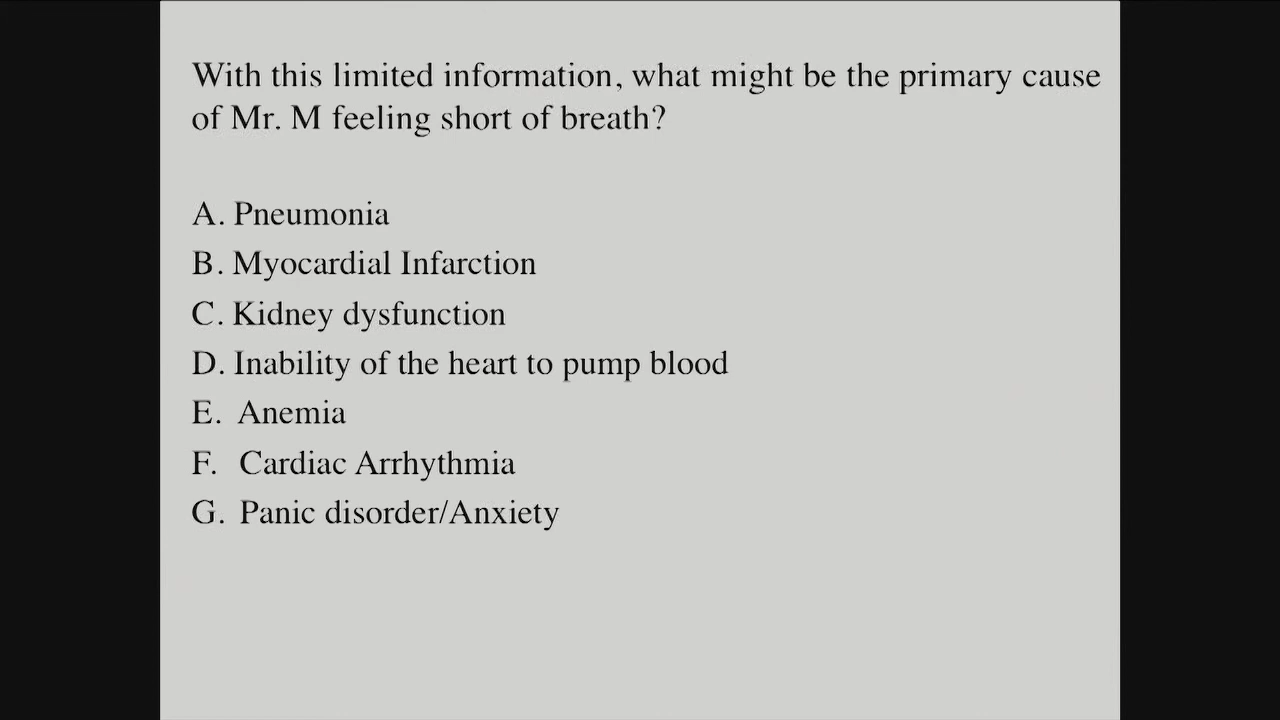 With this limited information, what might be the primary cause
of Mr. M feeling short of breath?
A. Pneumonia
B. Myocardial Infarction
C. Kidney dysfunction
D. Inability of the heart to pump blood
E. Anemia
F. Cardiac Arrhythmia
G. Panic disorder/Anxiety